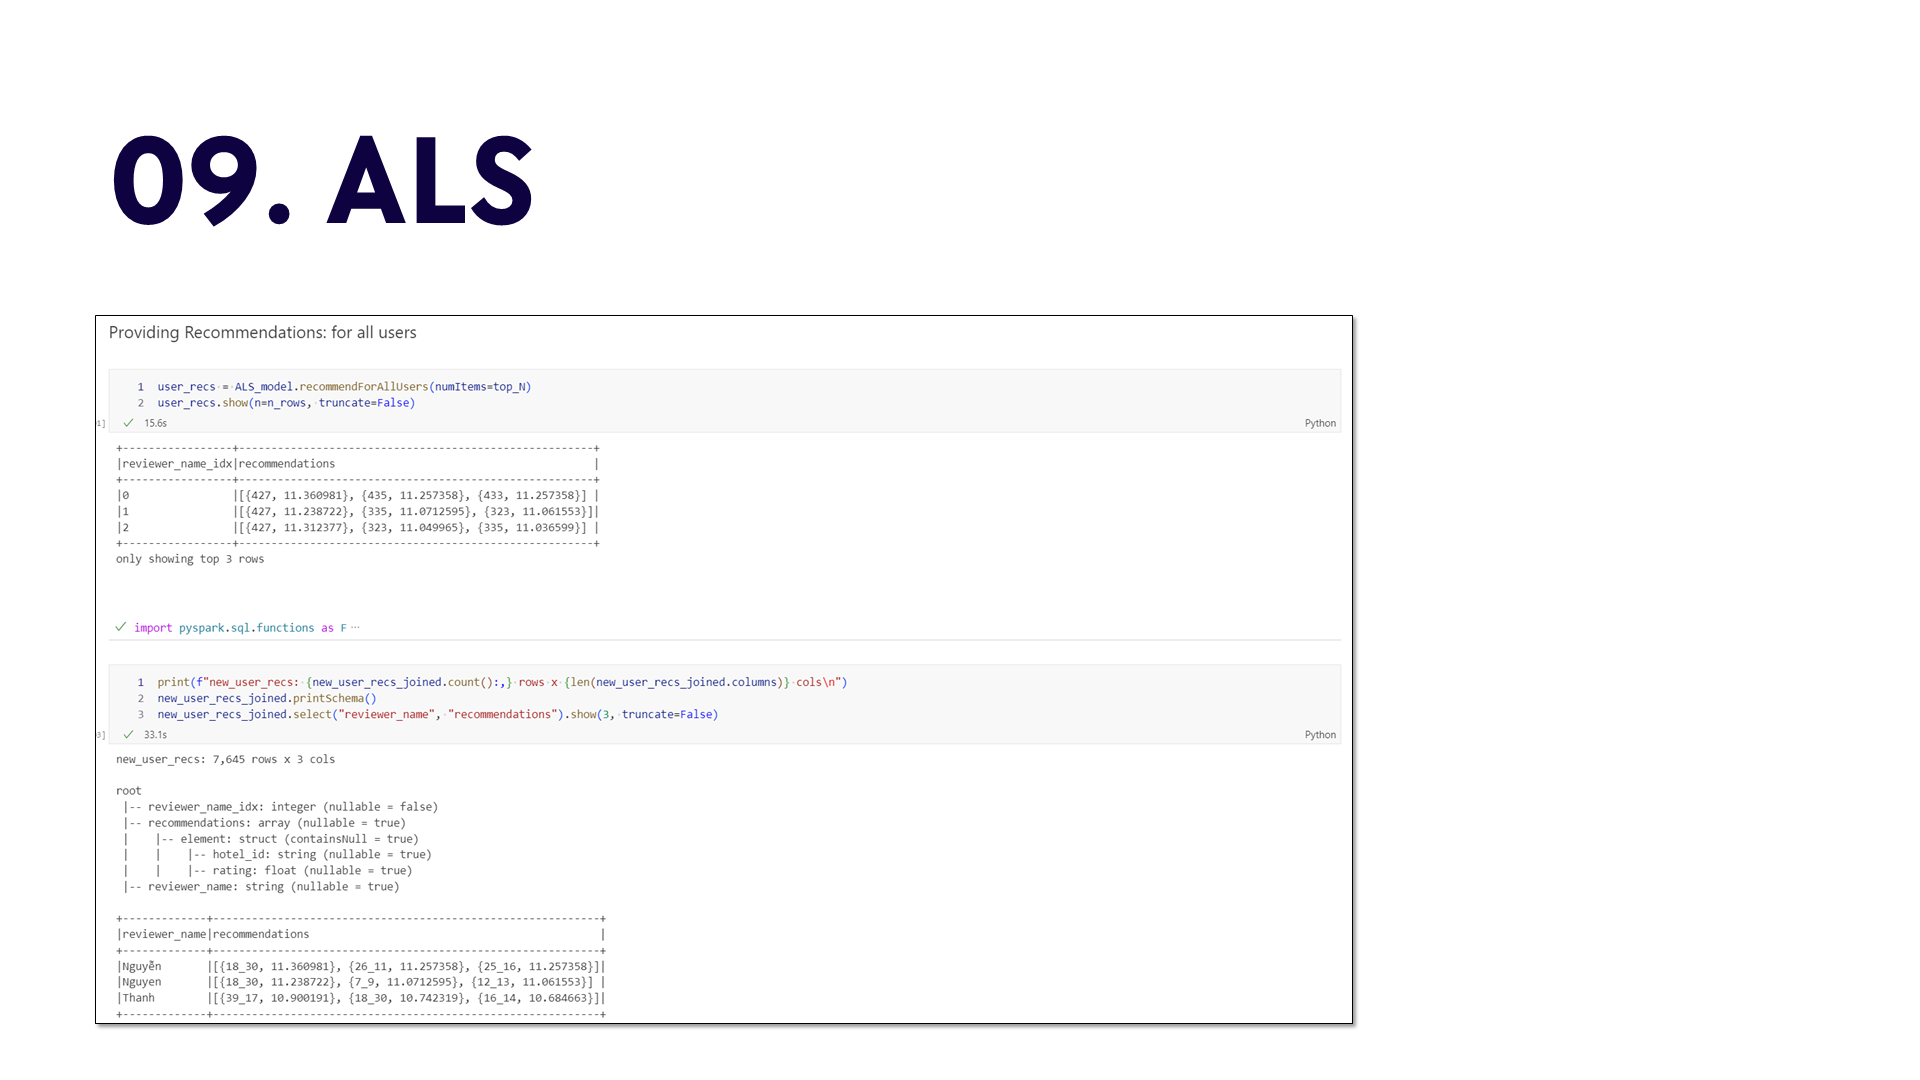 09. ALS
Providing Recommendations: for all users
1 user_recs = ALS_model.recommendForAllUsers(numItems=top_N)
2 user_recs.show(n=n_rows, truncate=False)
✓ 15.6s Python
+-----------------+-------------------------------------------------------+
|reviewer_name_idx|recommendations                                        |
+-----------------+-------------------------------------------------------+
|0                |[{427, 11.360981}, {435, 11.257358}, {433, 11.257358}] |
|1                |[{427, 11.238722}, {335, 11.0712595}, {323, 11.061553}]|
|2                |[{427, 11.312377}, {323, 11.049965}, {335, 11.036599}] |
+-----------------+-------------------------------------------------------+
only showing top 3 rows
✓ import pyspark.sql.functions as F ···
1 print(f"new_user_recs: {new_user_recs_joined.count():,} rows x {len(new_user_recs_joined.columns)} cols\n")
2 new_user_recs_joined.printSchema()
3 new_user_recs_joined.select("reviewer_name", "recommendations").show(3, truncate=False)
✓ 33.1s Python
new_user_recs: 7,645 rows x 3 cols
root
 |-- reviewer_name_idx: integer (nullable = false)
 |-- recommendations: array (nullable = true)
 |    |-- element: struct (containsNull = true)
 |    |    |-- hotel_id: string (nullable = true)
 |    |    |-- rating: float (nullable = true)
 |-- reviewer_name: string (nullable = true)
+-------------+------------------------------------------------------------+
|reviewer_name|recommendations                                             |
+-------------+------------------------------------------------------------+
|Nguyễn       |[{18_30, 11.360981}, {26_11, 11.257358}, {25_16, 11.257358}]|
|Nguyen       |[{18_30, 11.238722}, {7_9, 11.0712595}, {12_13, 11.061553}] |
|Thanh        |[{39_17, 10.900191}, {18_30, 10.742319}, {16_14, 10.684663}]|
+-------------+------------------------------------------------------------+